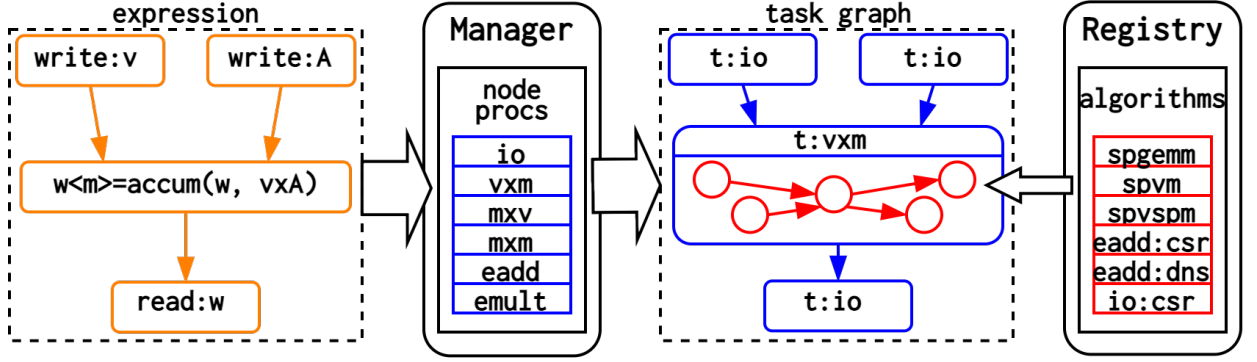 expression
write:v
write:A
w<m>=accum(w, vxA)
read:w
Manager
node
procs
io
vxm
mxv
mxm
eadd
emult
task graph
t:io
t:io
t:vxm
t:io
Registry
algorithms
spgemm
spvm
spvspm
eadd:csr
eadd:dns
io:csr